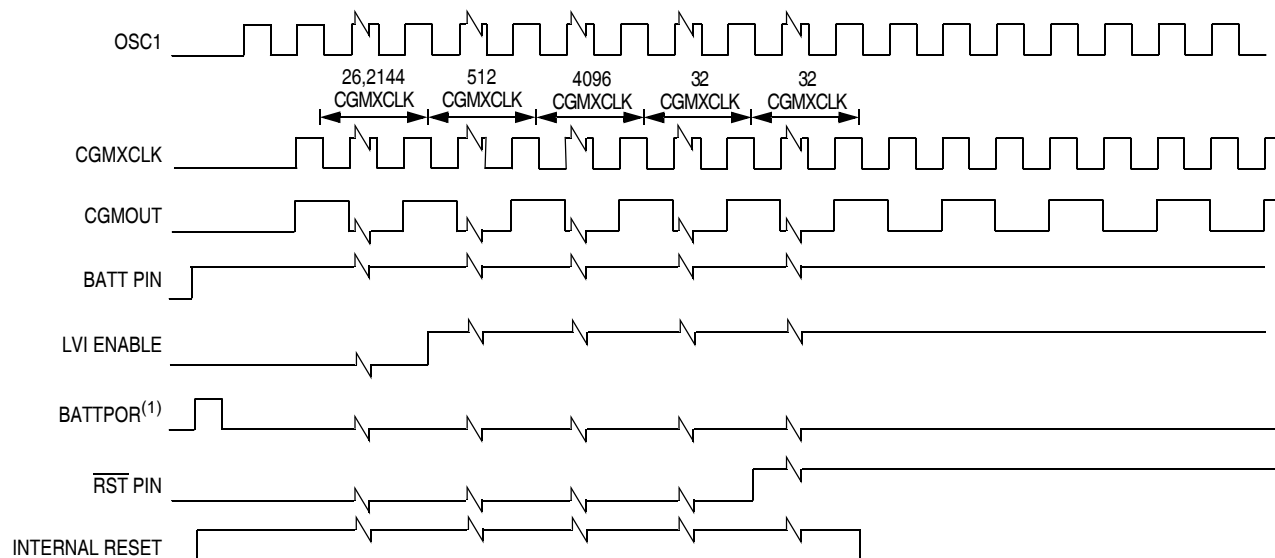 OSC1
26,2144 512 4096 32 32
CGMXCLK CGMXCLK CGMXCLK CGMXCLK CGMXCLK
CGMXCLK
CGMOUT
BATT PIN
LVI ENABLE
BATTPOR(1)
RST PIN
INTERNAL RESET